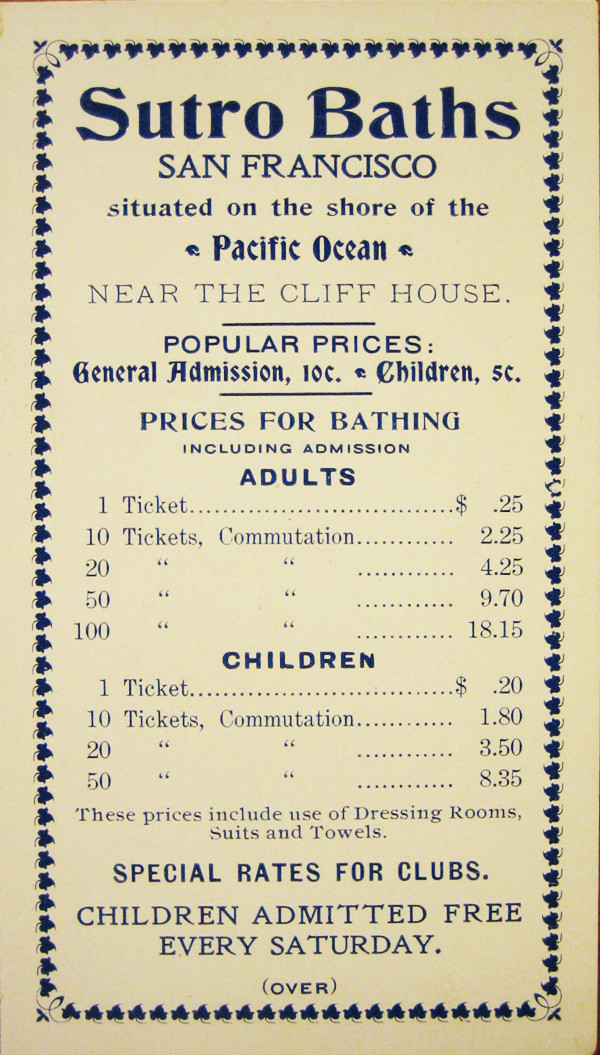 Sutro Baths
SAN FRANCISCO
situated on the shore of the
Pacific Ocean
NEAR THE CLIFF HOUSE.
POPULAR PRICES:
General Admission, 10c. Children, 5c.
PRICES FOR BATHING
INCLUDING ADMISSION
ADULTS
1 Ticket..............................$ .25
10 Tickets, Commutation............ 2.25
20 “ “ ............ 4.25
50 “ “ ............ 9.70
100 “ “ ............ 18.15
CHILDREN
1 Ticket..............................$ .20
10 Tickets, Commutation............ 1.80
20 “ “ ............ 3.50
50 “ “ ............ 8.35
These prices include use of Dressing Rooms,
Suits and Towels.
SPECIAL RATES FOR CLUBS.
CHILDREN ADMITTED FREE
EVERY SATURDAY.
(OVER)